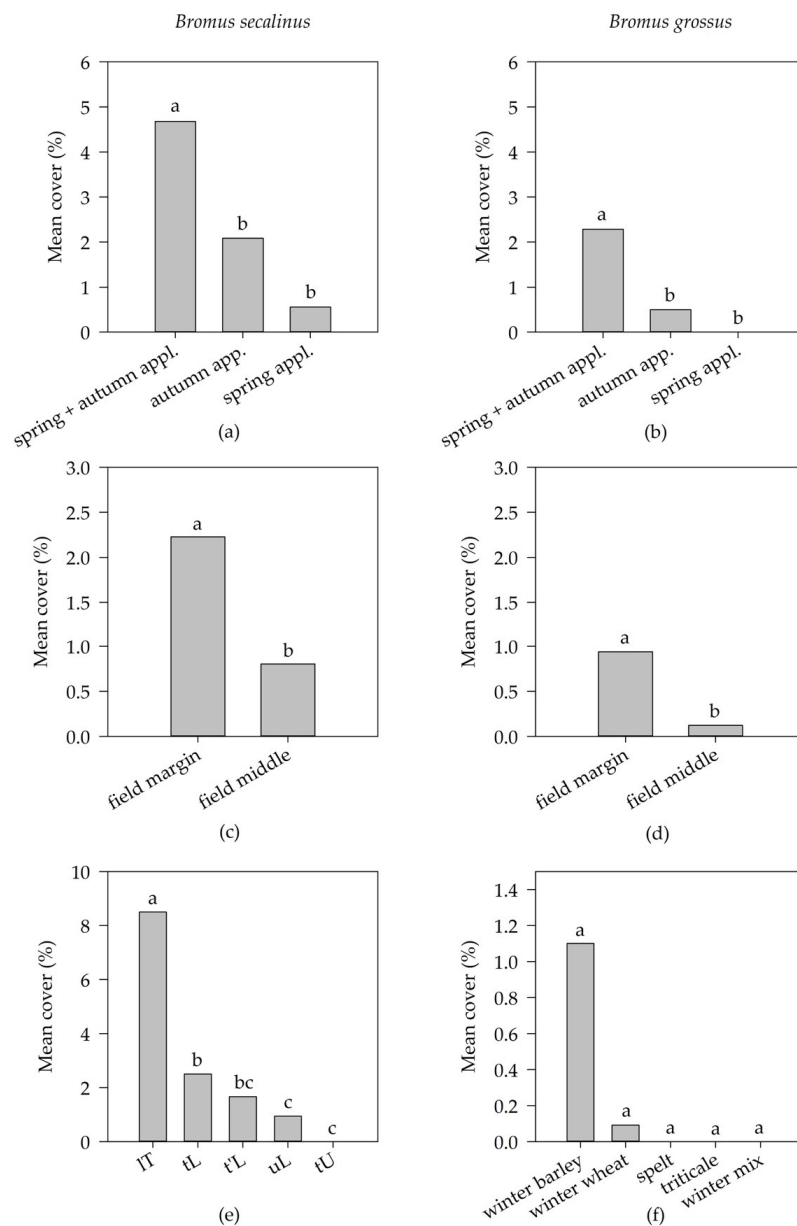 Bromus secalinus
Bromus grossus
6
5
4
3
2
1
0
Mean cover (%)
a
b
b
spring + autumn appl.
autumn app.
spring appl.
(a)
6
5
4
3
2
1
0
Mean cover (%)
a
b
b
spring + autumn appl.
autumn app.
spring appl.
(b)
3.0
2.5
2.0
1.5
1.0
0.5
0.0
Mean cover (%)
a
b
field margin
field middle
(c)
3.0
2.5
2.0
1.5
1.0
0.5
0.0
Mean cover (%)
a
b
field margin
field middle
(d)
10
8
6
4
2
0
Mean cover (%)
a
b
bc
c
c
lT
tL
t'L
uL
tU
(e)
1.4
1.2
1.0
0.8
0.6
0.4
0.2
0.0
Mean cover (%)
a
a
a
a
a
winter barley
winter wheat
spelt
triticale
winter mix
(f)